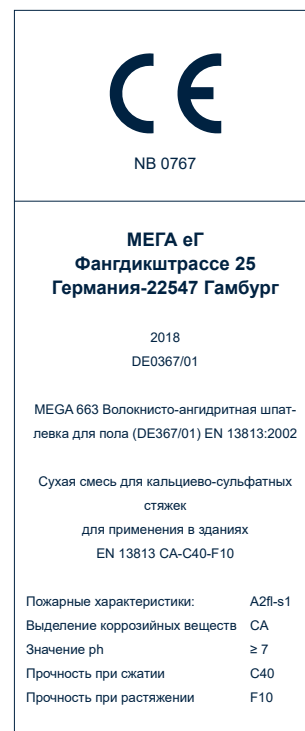 CE
NB 0767
МЕГА еГ
Фангдикштрассе 25
Германия-22547 Гамбург
2018
DE0367/01
MEGA 663 Волокнисто-ангидритная шпат-
левка для пола (DE367/01) EN 13813:2002
Сухая смесь для кальциево-сульфатных
стяжек
для применения в зданиях
EN 13813 CA-C40-F10
Пожарные характеристики: A2fl-s1
Выделение коррозийных веществ CA
Значение ph ≥ 7
Прочность при сжатии C40
Прочность при растяжении F10